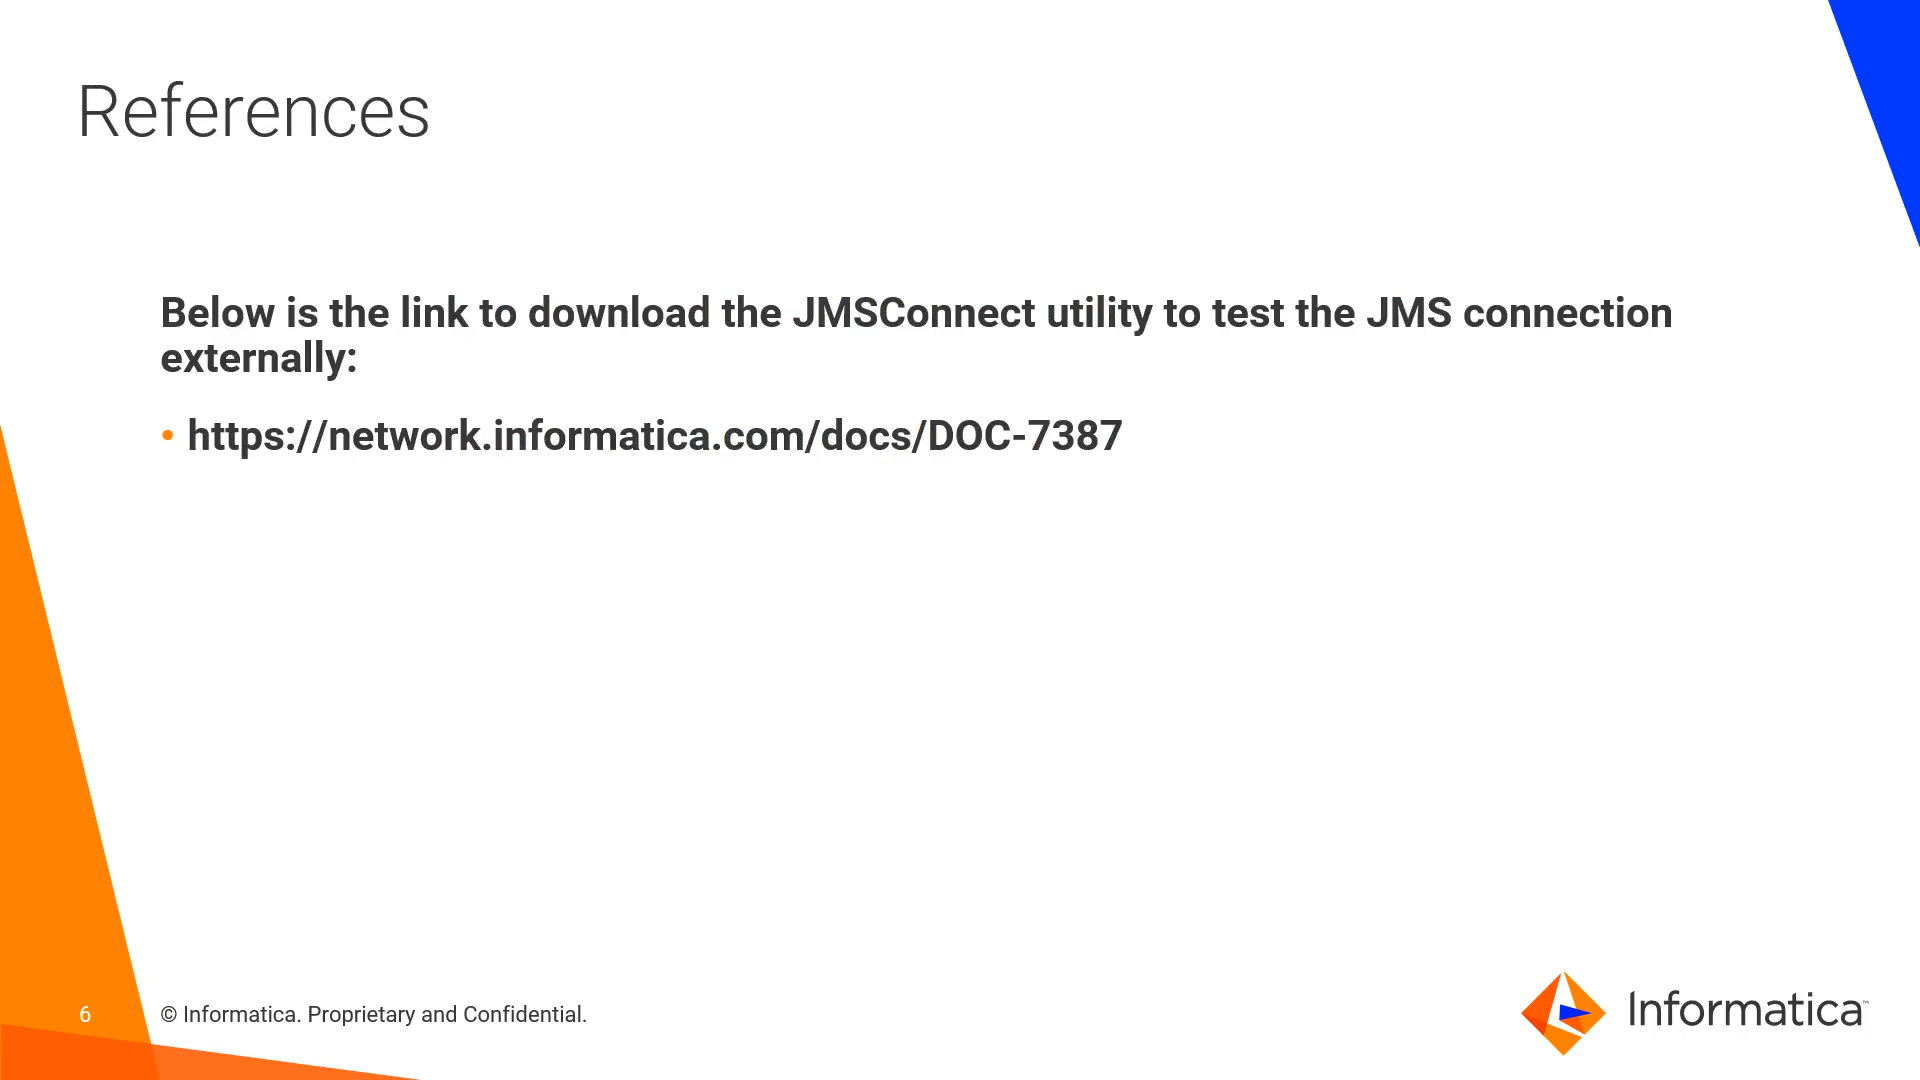 References
Below is the link to download the JMSConnect utility to test the JMS connection
externally:
• https://network.informatica.com/docs/DOC-7387
6
© Informatica. Proprietary and Confidential.
Informatica™